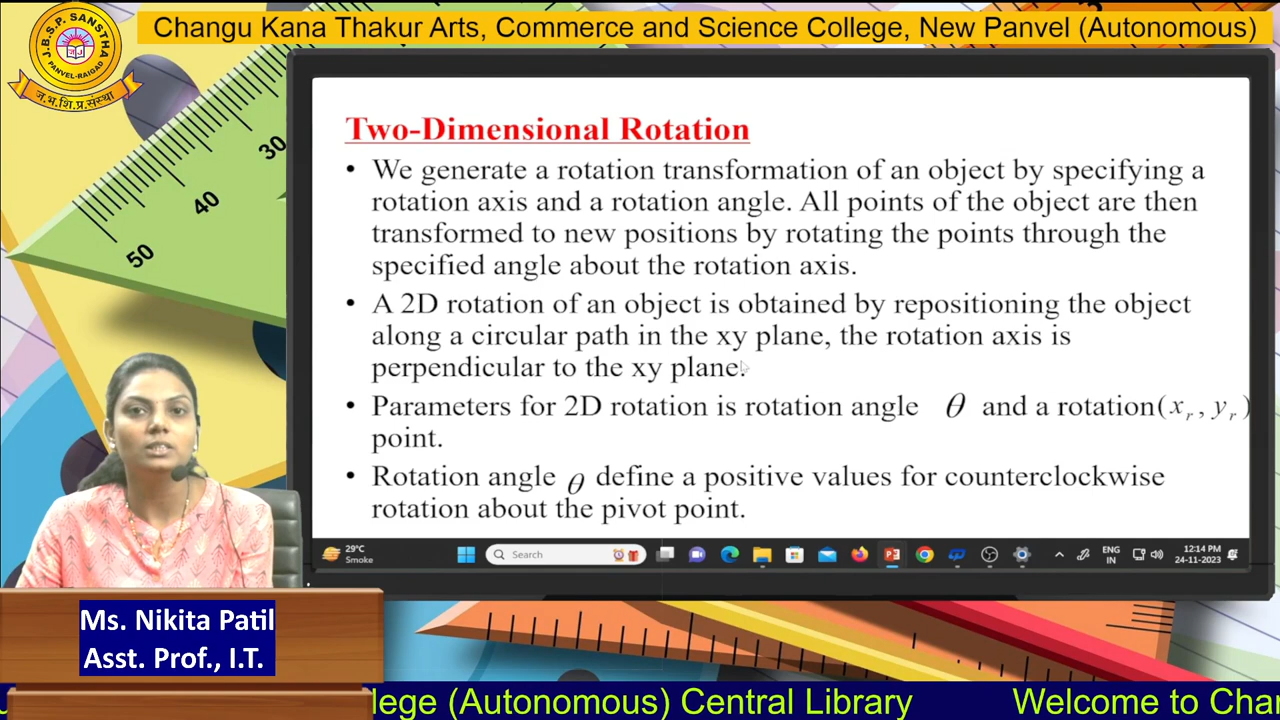 Changu Kana Thakur Arts, Commerce and Science College, New Panvel (Autonomous)
J.B.S.P. SANSTHA
PANVEL-RAIGAD
ज.भ.शि.प्र.संस्था
30
40
50
Two-Dimensional Rotation
• We generate a rotation transformation of an object by specifying a
rotation axis and a rotation angle. All points of the object are then
transformed to new positions by rotating the points through the
specified angle about the rotation axis.
• A 2D rotation of an object is obtained by repositioning the object
along a circular path in the xy plane, the rotation axis is
perpendicular to the xy plane.
• Parameters for 2D rotation is rotation angle θ and a rotation (x_r, y_r)
point.
• Rotation angle θ define a positive values for counterclockwise
rotation about the pivot point.
29°C
Smoke
Search
ENG
IN
12:14 PM
24-11-2023
Ms. Nikita Patil
Asst. Prof., I.T.
lege (Autonomous) Central Library Welcome to Chan